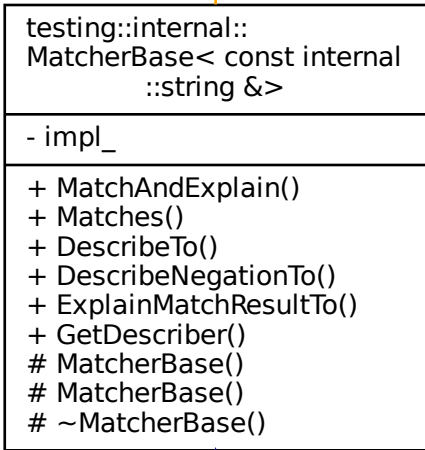 testing::internal::
MatcherBase< const internal
::string &>
- impl_
+ MatchAndExplain()
+ Matches()
+ DescribeTo()
+ DescribeNegationTo()
+ ExplainMatchResultTo()
+ GetDescriber()
# MatcherBase()
# MatcherBase()
# ~MatcherBase()